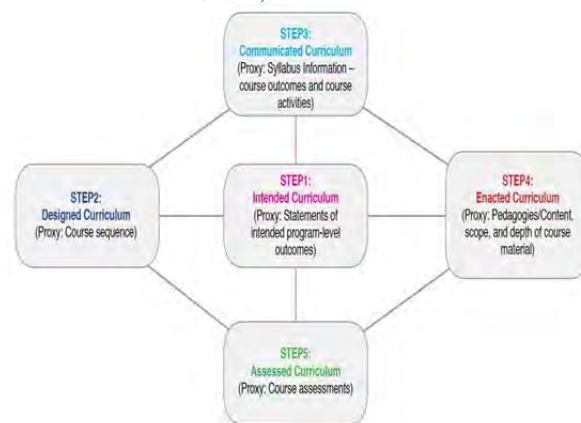 STEP3:
Communicated Curriculum
(Proxy: Syllabus Information –
course outcomes and course
activities)
STEP2:
Designed Curriculum
(Proxy: Course sequence)
STEP1:
Intended Curriculum
(Proxy: Statements of
intended program-level
outcomes)
STEP4:
Enacted Curriculum
(Proxy: Pedagogies/Content,
scope, and depth of course
material)
STEP5:
Assessed Curriculum
(Proxy: Course assessments)